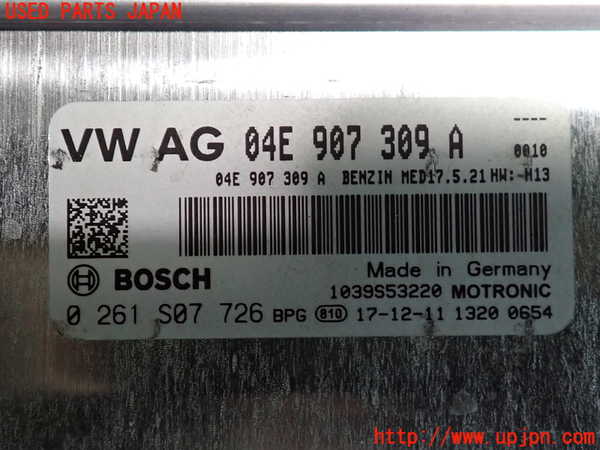 USED PARTS JAPAN
VW AG 04E 907 309 A
----
0010
04E 907 309 A BENZIN MED17.5.21 HW: H13
BOSCH
Made in Germany
1039S53220 MOTRONIC
0 261 S07 726 BPG 810 17-12-11 1320 0654
http://www.upjpn.com/